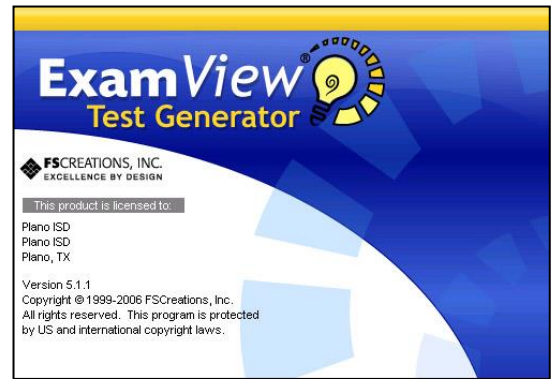 ExamView®
Test Generator
FSCREATIONS, INC.
EXCELLENCE BY DESIGN
This product is licensed to:
Plano ISD
Plano ISD
Plano, TX
Version 5.1.1
Copyright © 1999-2006 FSCreations, Inc.
All rights reserved. This program is protected
by US and international copyright laws.